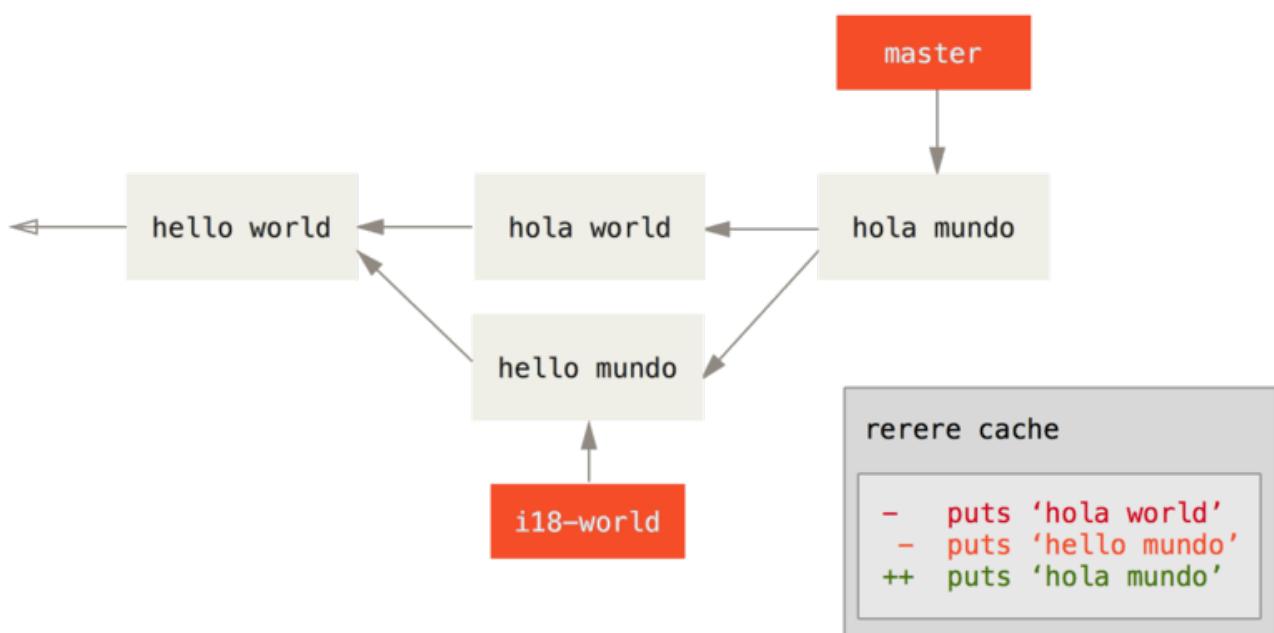 master
hello world
hola world
hola mundo
hello mundo
i18-world
rerere cache
-   puts ‘hola world’
 -  puts ‘hello mundo’
++  puts ‘hola mundo’